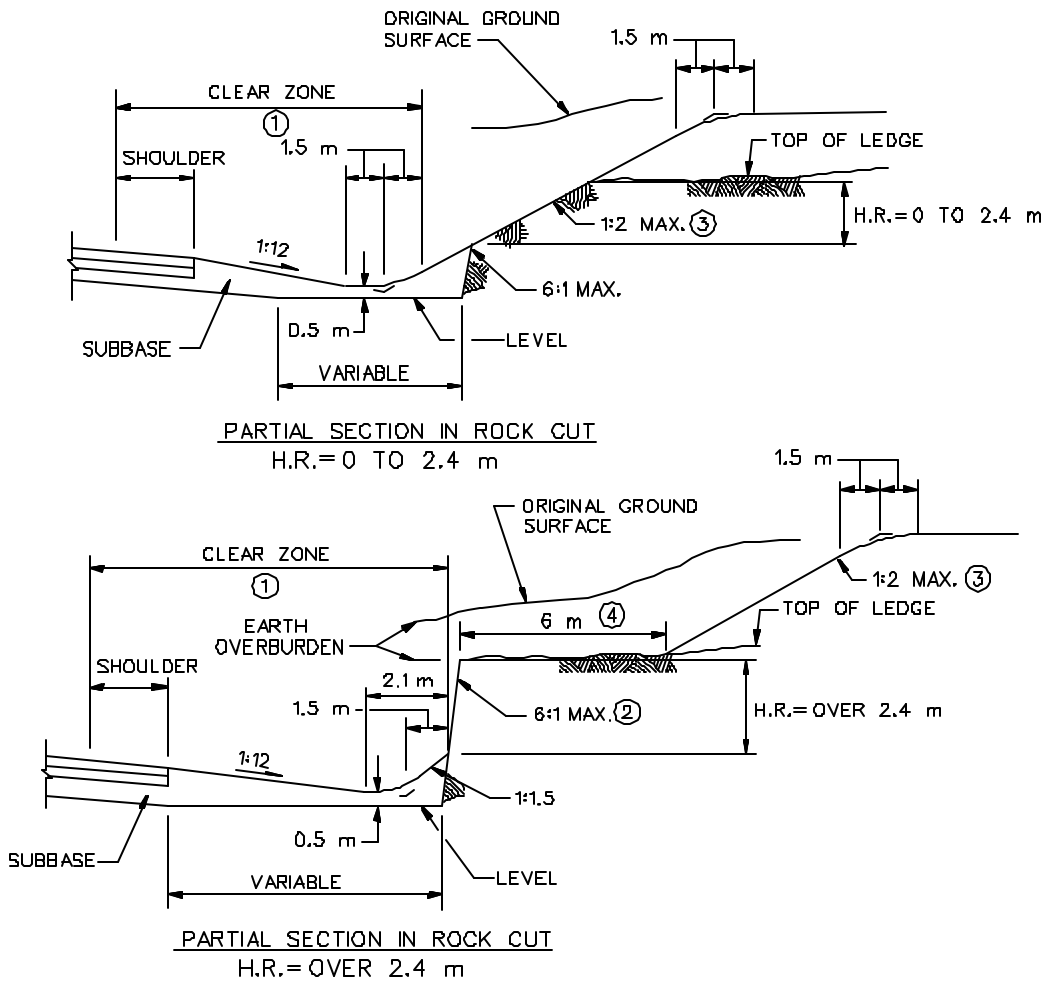 ORIGINAL GROUND
SURFACE
1.5 m
CLEAR ZONE
1
1.5 m
SHOULDER
TOP OF LEDGE
1:2 MAX. 3
H.R.= 0 TO 2.4 m
1:12
6:1 MAX.
0.5 m
LEVEL
SUBBASE
VARIABLE
PARTIAL SECTION IN ROCK CUT
H.R.= 0 TO 2.4 m
1.5 m
ORIGINAL GROUND
SURFACE
CLEAR ZONE
1
1:2 MAX. 3
TOP OF LEDGE
6 m 4
EARTH
OVERBURDEN
SHOULDER
2.1 m
1.5 m
6:1 MAX. 2
H.R.= OVER 2.4 m
1:12
1:1.5
0.5 m
SUBBASE
LEVEL
VARIABLE
PARTIAL SECTION IN ROCK CUT
H.R.= OVER 2.4 m